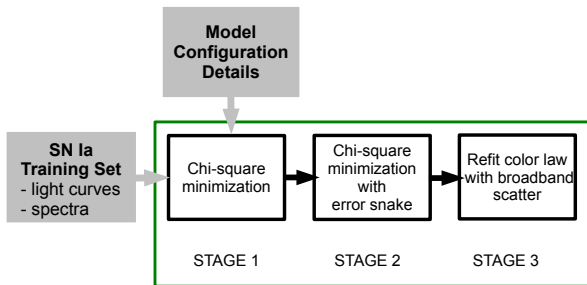 Model
Configuration
Details
SN Ia
Training Set
- light curves
- spectra
Chi-square
minimization
Chi-square
minimization
with
error snake
Refit color law
with broadband
scatter
STAGE 1
STAGE 2
STAGE 3